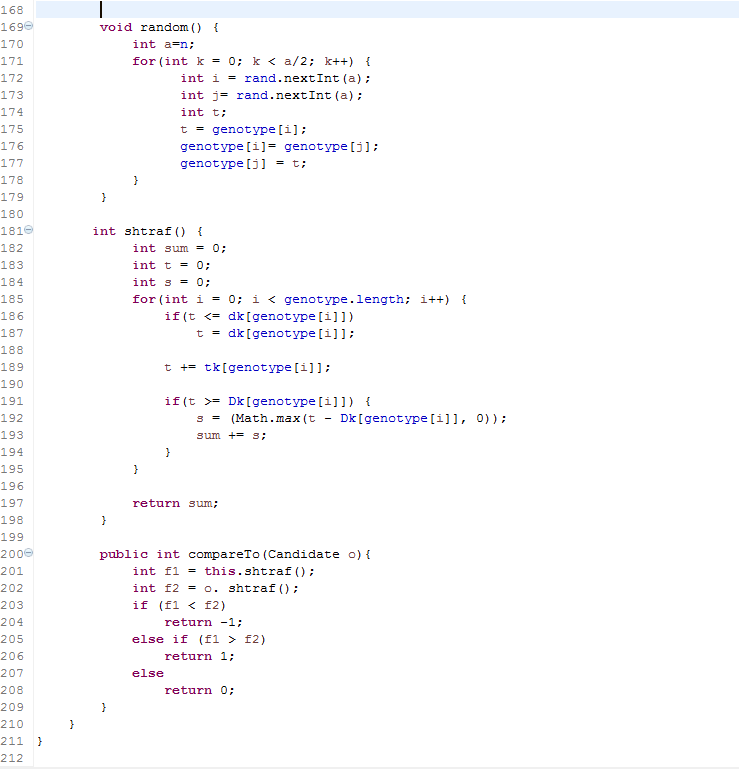 168
169 void random() {
170 int a=n;
171 for(int k = 0; k < a/2; k++) {
172 int i = rand.nextInt(a);
173 int j= rand.nextInt(a);
174 int t;
175 t = genotype[i];
176 genotype[i]= genotype[j];
177 genotype[j] = t;
178 }
179 }
180
181 int shtraf() {
182 int sum = 0;
183 int t = 0;
184 int s = 0;
185 for(int i = 0; i < genotype.length; i++) {
186 if(t <= dk[genotype[i]])
187 t = dk[genotype[i]];
188
189 t += tk[genotype[i]];
190
191 if(t >= Dk[genotype[i]]) {
192 s = (Math.max(t - Dk[genotype[i]], 0));
193 sum += s;
194 }
195 }
196
197 return sum;
198 }
199
200 public int compareTo(Candidate o){
201 int f1 = this.shtraf();
202 int f2 = o. shtraf();
203 if (f1 < f2)
204 return -1;
205 else if (f1 > f2)
206 return 1;
207 else
208 return 0;
209 }
210 }
211 }
212